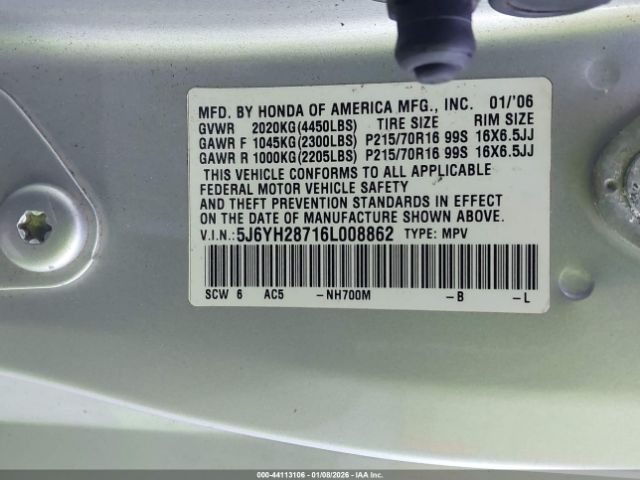 MFD. BY HONDA OF AMERICA MFG., INC. 01/'06
GVWR 2020KG(4450LBS) TIRE SIZE RIM SIZE
GAWR F 1045KG(2300LBS) P215/70R16 99S 16X6.5JJ
GAWR R 1000KG(2205LBS) P215/70R16 99S 16X6.5JJ
THIS VEHICLE CONFORMS TO ALL APPLICABLE
FEDERAL MOTOR VEHICLE SAFETY
AND THEFT PREVENTION STANDARDS IN EFFECT
ON THE DATE OF MANUFACTURE SHOWN ABOVE.
V.I.N.:5J6YH28716L008862 TYPE: MPV
SCW 6 AC5 -NH700M -B -L
000-44113106 - 01/08/2026 - IAAI, Inc.